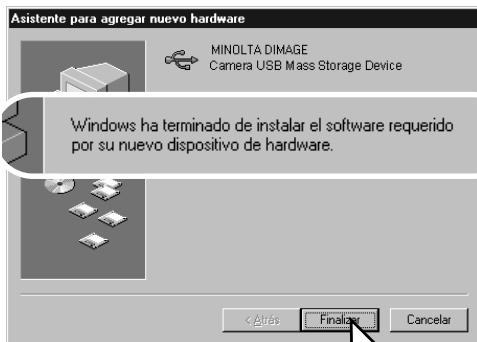 Asistente para agregar nuevo hardware
MINOLTA DIMAGE
Camera USB Mass Storage Device
Windows ha terminado de instalar el software requerido
por su nuevo dispositivo de hardware.
< Atrás
Finalizar
Cancelar